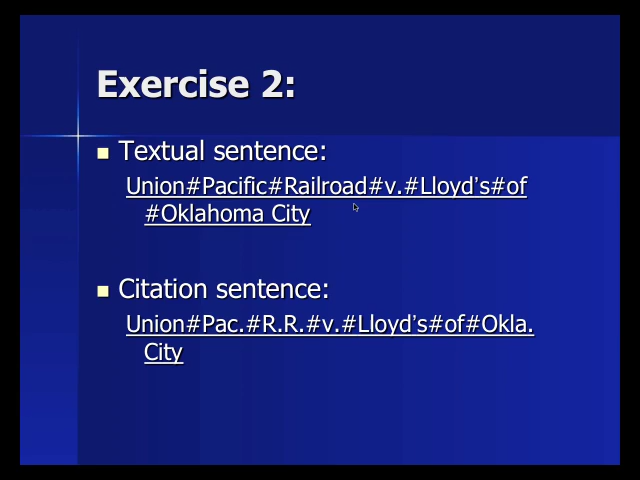 Exercise 2:
Textual sentence:
Union#Pacific#Railroad#v.#Lloyd’s#of
#Oklahoma City
Citation sentence:
Union#Pac.#R.R.#v.#Lloyd’s#of#Okla.
City